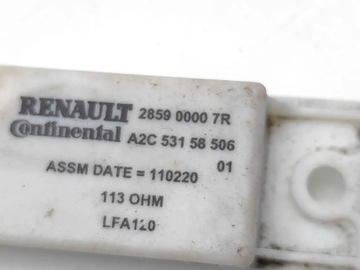 RENAULT 2859 0000 7R
Continental A2C 531 58 506
01
ASSM DATE = 110220
113 OHM
LFA120